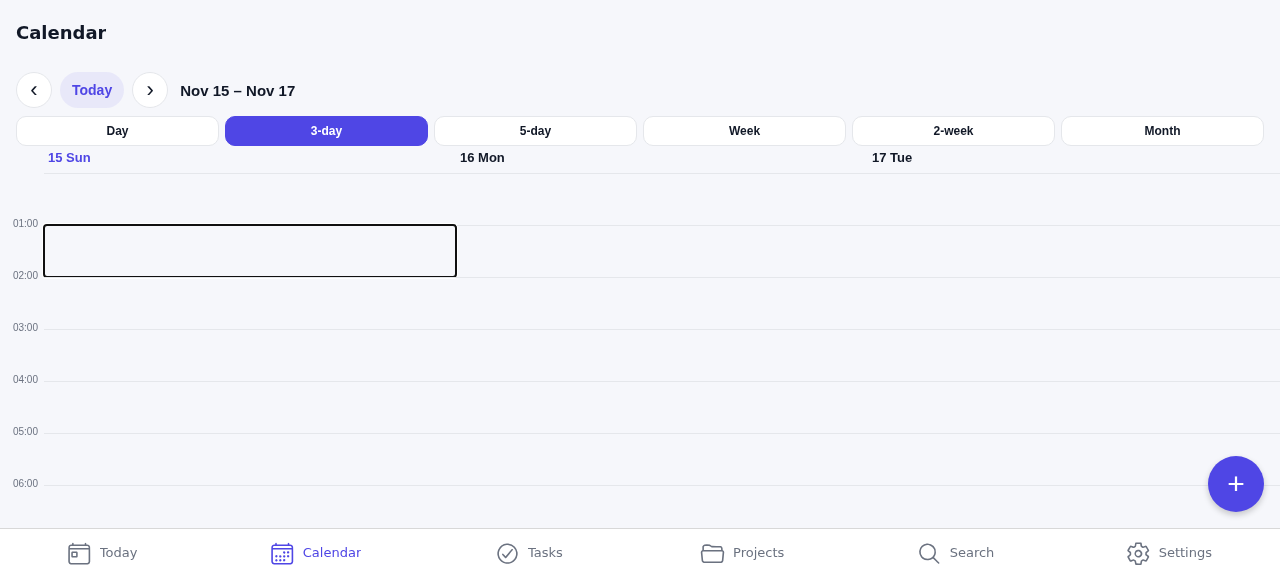 Calendar
‹ Today › Nov 15 – Nov 17
Day 3-day 5-day Week 2-week Month
15 Sun 16 Mon 17 Tue
01:00
02:00
03:00
04:00
05:00
06:00
+
Today Calendar Tasks Projects Search Settings